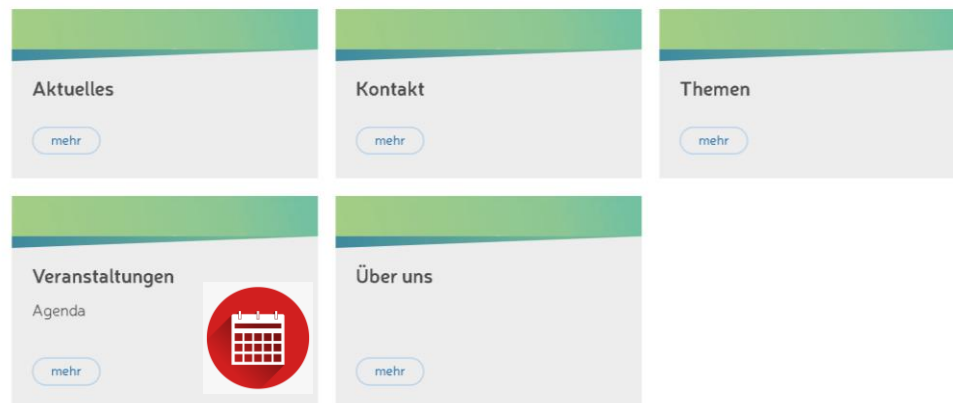 Aktuelles
mehr
Kontakt
mehr
Themen
mehr
Veranstaltungen
Agenda
mehr
Über uns
mehr